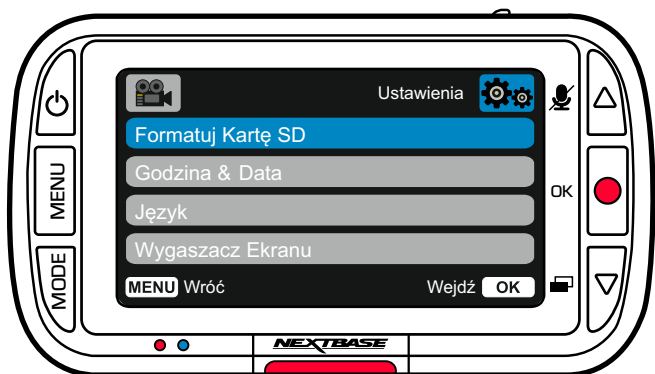 Ustawienia
Formatuj Kartę SD
Godzina & Data
Język
Wygaszacz Ekranu
MENU Wróć Wejdź OK
MENU
MODE
OK
NEXTBASE